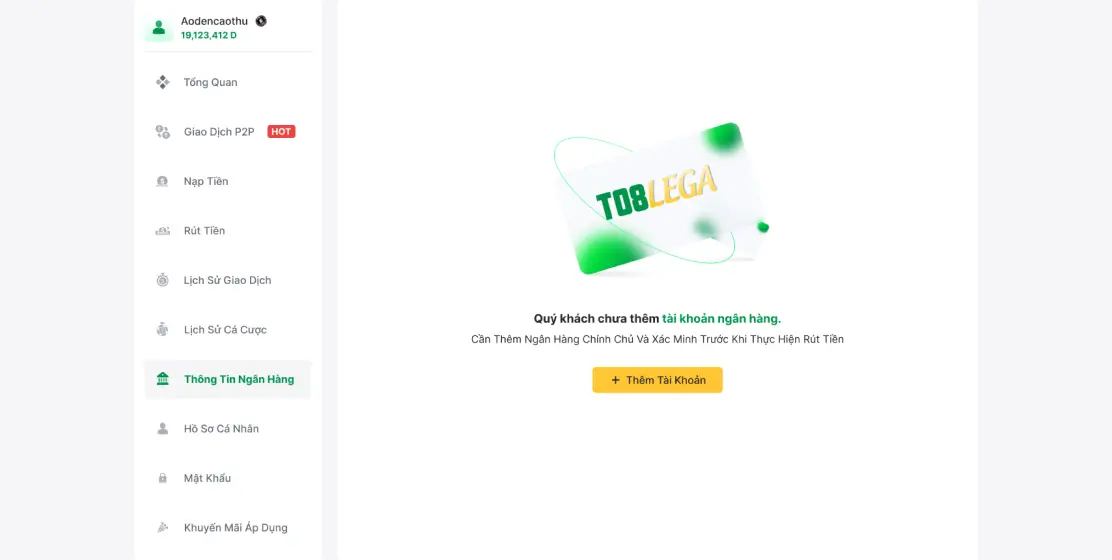 Aodencaothu
19,123,412 D
Tổng Quan
Giao Dịch P2P HOT
Nạp Tiền
Rút Tiền
Lịch Sử Giao Dịch
Lịch Sử Cá Cược
Thông Tin Ngân Hàng
Hồ Sơ Cá Nhân
Mật Khẩu
Khuyến Mãi Áp Dụng
TD8LEGA
Quý khách chưa thêm tài khoản ngân hàng.
Cần Thêm Ngân Hàng Chính Chủ Và Xác Minh Trước Khi Thực Hiện Rút Tiền
+ Thêm Tài Khoản